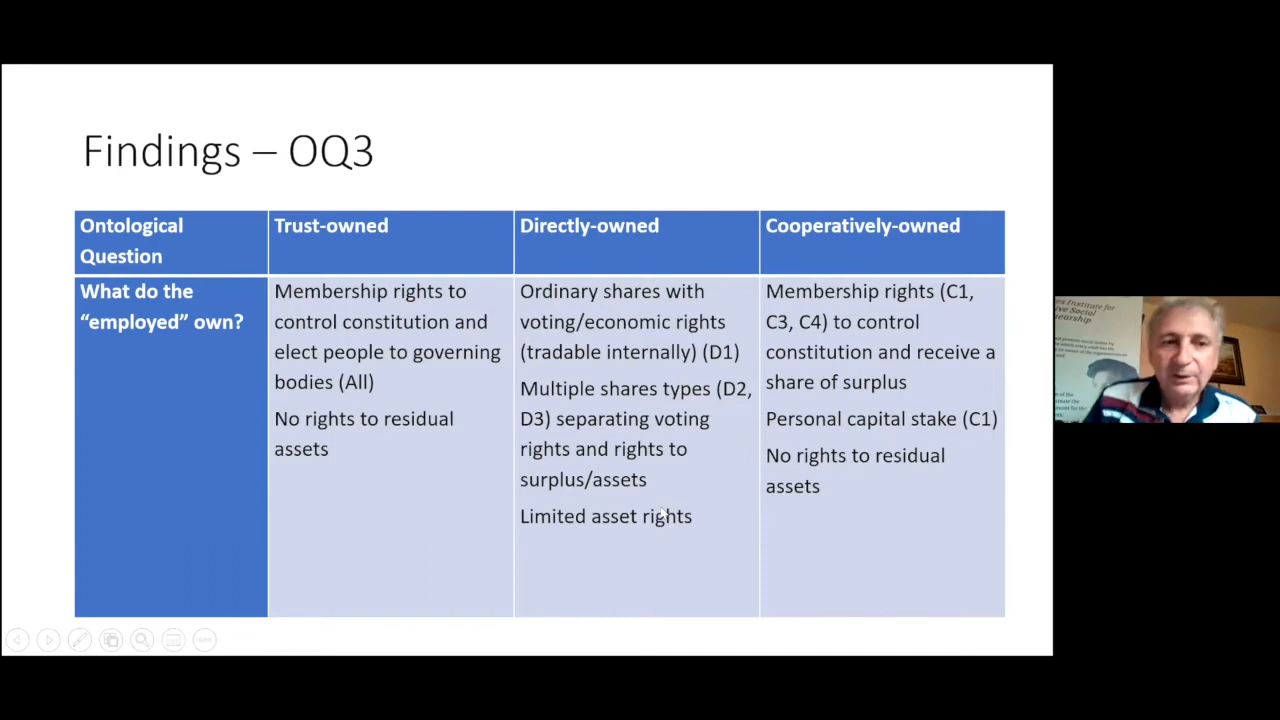 Findings – OQ3
Ontological
Question
Trust-owned
Directly-owned
Cooperatively-owned
What do the
“employed” own?
Membership rights to
control constitution and
elect people to governing
bodies (All)
No rights to residual
assets
Ordinary shares with
voting/economic rights
(tradable internally) (D1)
Multiple shares types (D2,
D3) separating voting
rights and rights to
surplus/assets
Limited asset rights
Membership rights (C1,
C3, C4) to control
constitution and receive a
share of surplus
Personal capital stake (C1)
No rights to residual
assets
Institute for
Social